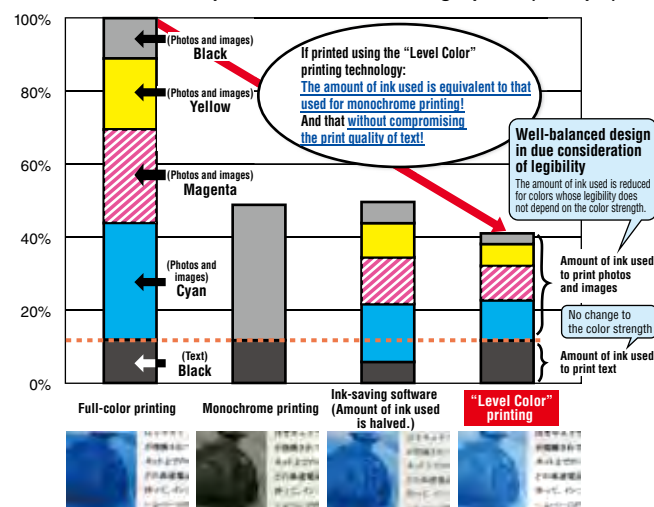 100%
80%
60%
40%
20%
0%
(Photos and images)
Black
(Photos and images)
Yellow
(Photos and images)
Magenta
(Photos and
images)
Cyan
(Text)
Black
If printed using the “Level Color”
printing technology:
The amount of ink used is equivalent to that
used for monochrome printing!
And that without compromising
the print quality of text!
Well-balanced design
in due consideration
of legibility
The amount of ink used is reduced
for colors whose legibility does
not depend on the color strength.
Amount of ink used
to print photos
and images
No change to
the color strength
Amount of ink used
to print text
Full-color printing
Monochrome printing
Ink-saving software
(Amount of ink used
is halved.)
“Level Color”
printing